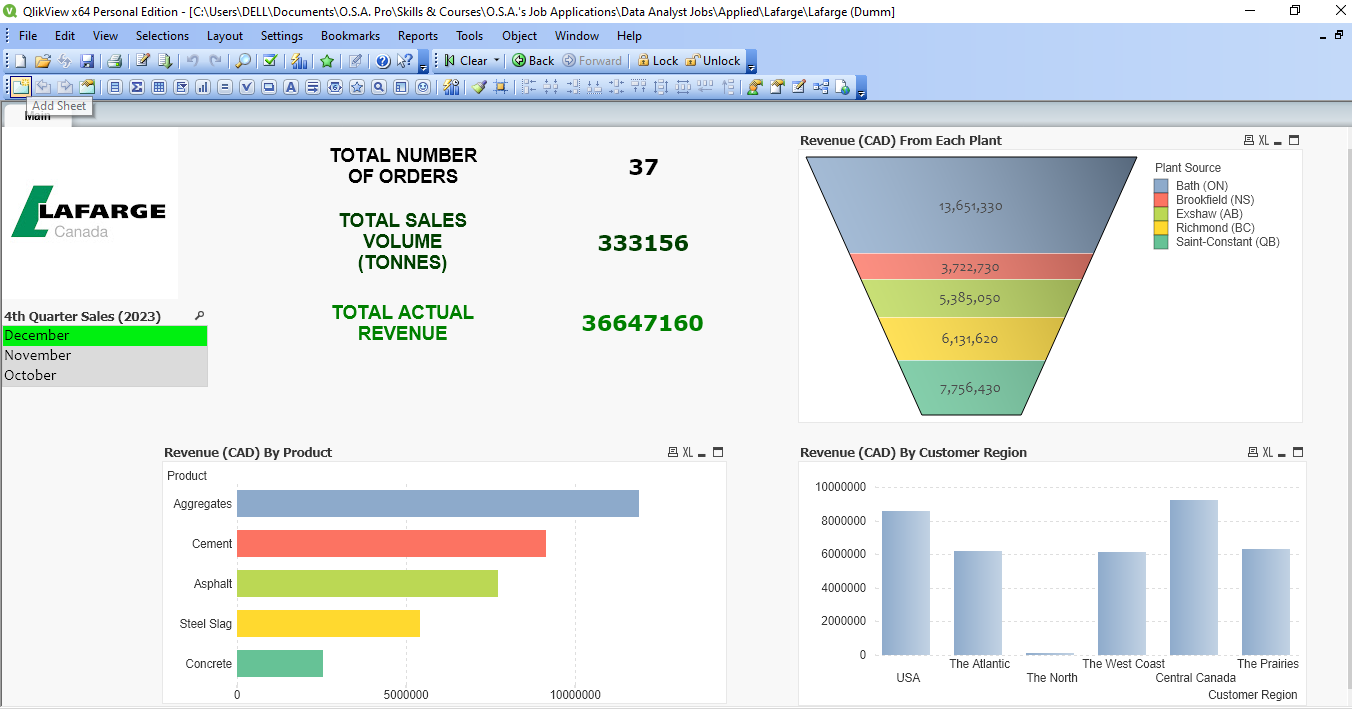 QlikView x64 Personal Edition - [C:\Users\DELL\Documents\O.S.A. Pro\Skills & Courses\O.S.A.'s Job Applications\Data Analyst Jobs\Applied\Lafarge\Lafarge (Dumm]
File Edit View Selections Layout Settings Bookmarks Reports Tools Object Window Help
Clear Back Forward Lock Unlock
Add Sheet
Main
LAFARGE
Canada
TOTAL NUMBER
OF ORDERS
37
TOTAL SALES
VOLUME
(TONNES)
333156
TOTAL ACTUAL
REVENUE
36647160
4th Quarter Sales (2023)
December
November
October
Revenue (CAD) From Each Plant
XL
13,651,330
3,722,730
5,385,050
6,131,620
7,756,430
Plant Source
Bath (ON)
Brookfield (NS)
Exshaw (AB)
Richmond (BC)
Saint-Constant (QB)
Revenue (CAD) By Product
XL
Product
Aggregates
Cement
Asphalt
Steel Slag
Concrete
0 5000000 10000000
Revenue (CAD) By Customer Region
XL
10000000
8000000
6000000
4000000
2000000
0
The Atlantic The West Coast The Prairies
USA The North Central Canada
Customer Region